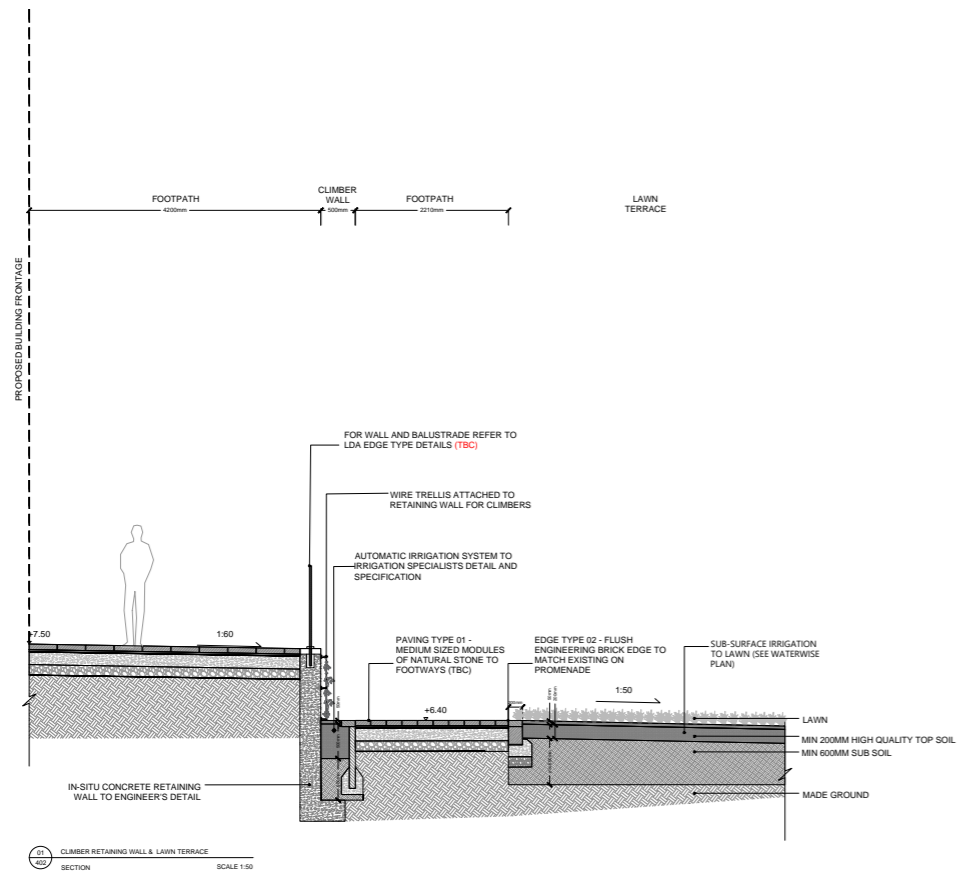 FOOTPATH
4200mm
CLIMBER
WALL
500mm
FOOTPATH
2210mm
LAWN
TERRACE
PROPOSED BUILDING FRONTAGE
FOR WALL AND BALUSTRADE REFER TO
LDA EDGE TYPE DETAILS (TBC)
WIRE TRELLIS ATTACHED TO
RETAINING WALL FOR CLIMBERS
AUTOMATIC IRRIGATION SYSTEM TO
IRRIGATION SPECIALISTS DETAIL AND
SPECIFICATION
+7.50
1:60
PAVING TYPE 01 -
MEDIUM SIZED MODULES
OF NATURAL STONE TO
FOOTWAYS (TBC)
EDGE TYPE 02 - FLUSH
ENGINEERING BRICK EDGE TO
MATCH EXISTING ON
PROMENADE
SUB-SURFACE IRRIGATION
TO LAWN (SEE WATERWISE
PLAN)
1:50
+6.40
LAWN
MIN 200MM HIGH QUALITY TOP SOIL
MIN 600MM SUB SOIL
MADE GROUND
IN-SITU CONCRETE RETAINING
WALL TO ENGINEER'S DETAIL
01
402
CLIMBER RETAINING WALL & LAWN TERRACE
SECTION
SCALE 1:50